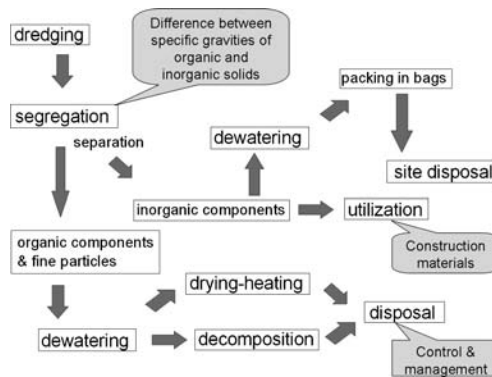 dredging
Difference between
specific gravities of
organic and
inorganic solids
segregation
separation
packing in bags
dewatering
site disposal
inorganic components
utilization
Construction
materials
organic components
& fine particles
drying-heating
dewatering
decomposition
disposal
Control &
management